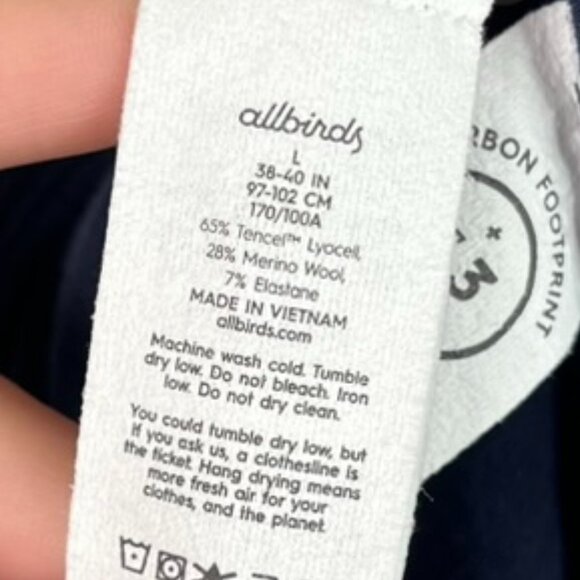 allbirds
L
38-40 IN
97-102 CM
170/100A
65% Tencel™ Lyocell,
28% Merino Wool,
7% Elastane
MADE IN VIETNAM
allbirds.com
Machine wash cold. Tumble
dry low. Do not bleach. Iron
low. Do not dry clean.
You could tumble dry low, but
if you ask us, a clothesline is
the ticket. Hang drying means
more fresh air for your
clothes, and the planet.
RBON FOOTPRINT